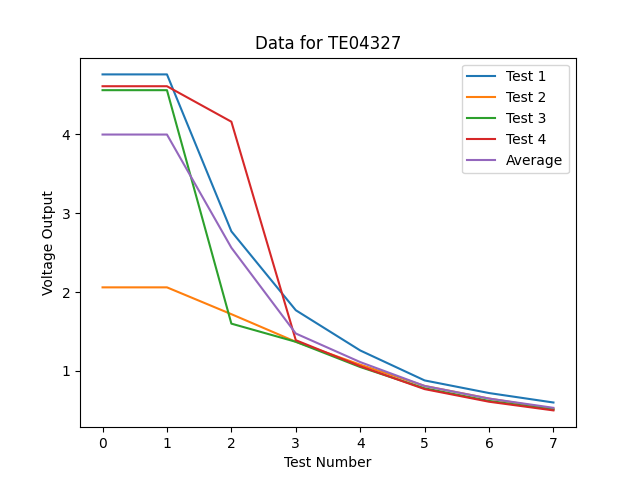 Data for TE04327
Test 1
Test 2
Test 3
Test 4
Average
Voltage Output
4
3
2
1
0 1 2 3 4 5 6 7
Test Number